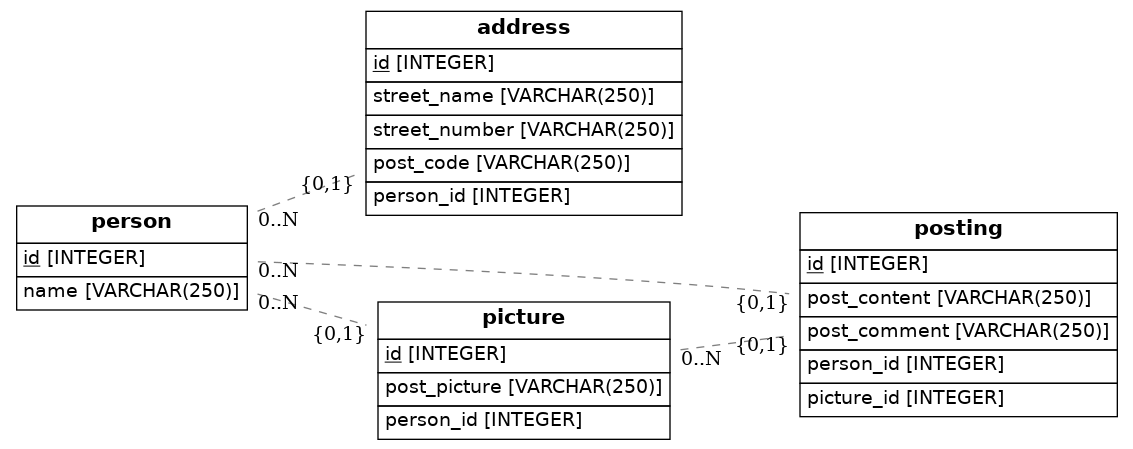 address
id [INTEGER]
street_name [VARCHAR(250)]
street_number [VARCHAR(250)]
post_code [VARCHAR(250)]
person_id [INTEGER]
{0,1}
0..N
person
id [INTEGER]
name [VARCHAR(250)]
0..N
0..N
{0,1}
{0,1}
picture
id [INTEGER]
post_picture [VARCHAR(250)]
person_id [INTEGER]
0..N
{0,1}
posting
id [INTEGER]
post_content [VARCHAR(250)]
post_comment [VARCHAR(250)]
person_id [INTEGER]
picture_id [INTEGER]